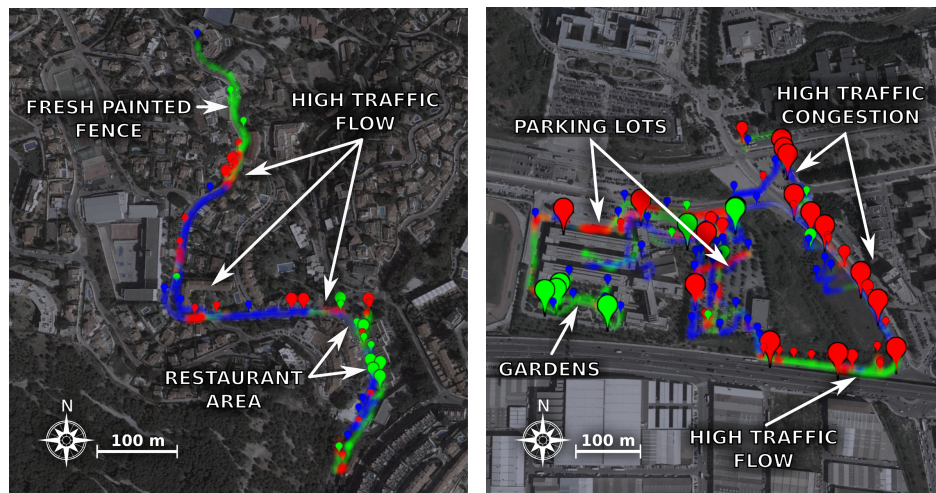 FRESH PAINTED
FENCE
HIGH TRAFFIC
FLOW
RESTAURANT
AREA
N
100 m
PARKING LOTS
HIGH TRAFFIC
CONGESTION
GARDENS
N
100 m
HIGH TRAFFIC
FLOW